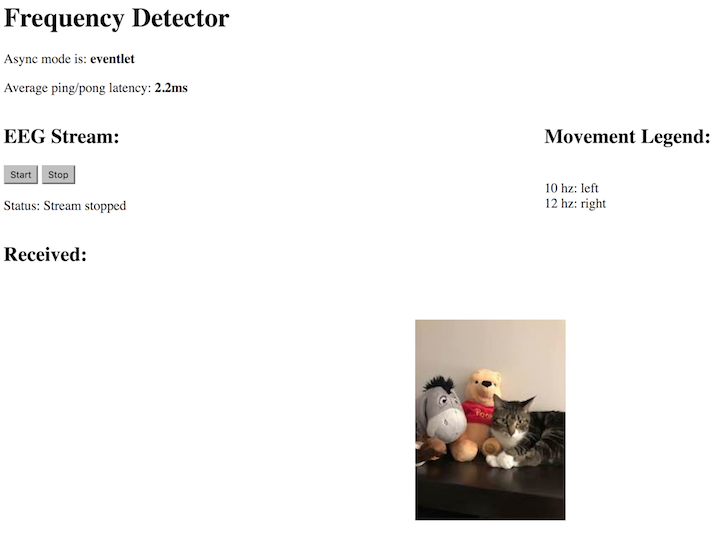 Frequency Detector
Async mode is: eventlet
Average ping/pong latency: 2.2ms
EEG Stream:
Start Stop
Status: Stream stopped
Movement Legend:
10 hz: left
12 hz: right
Received: